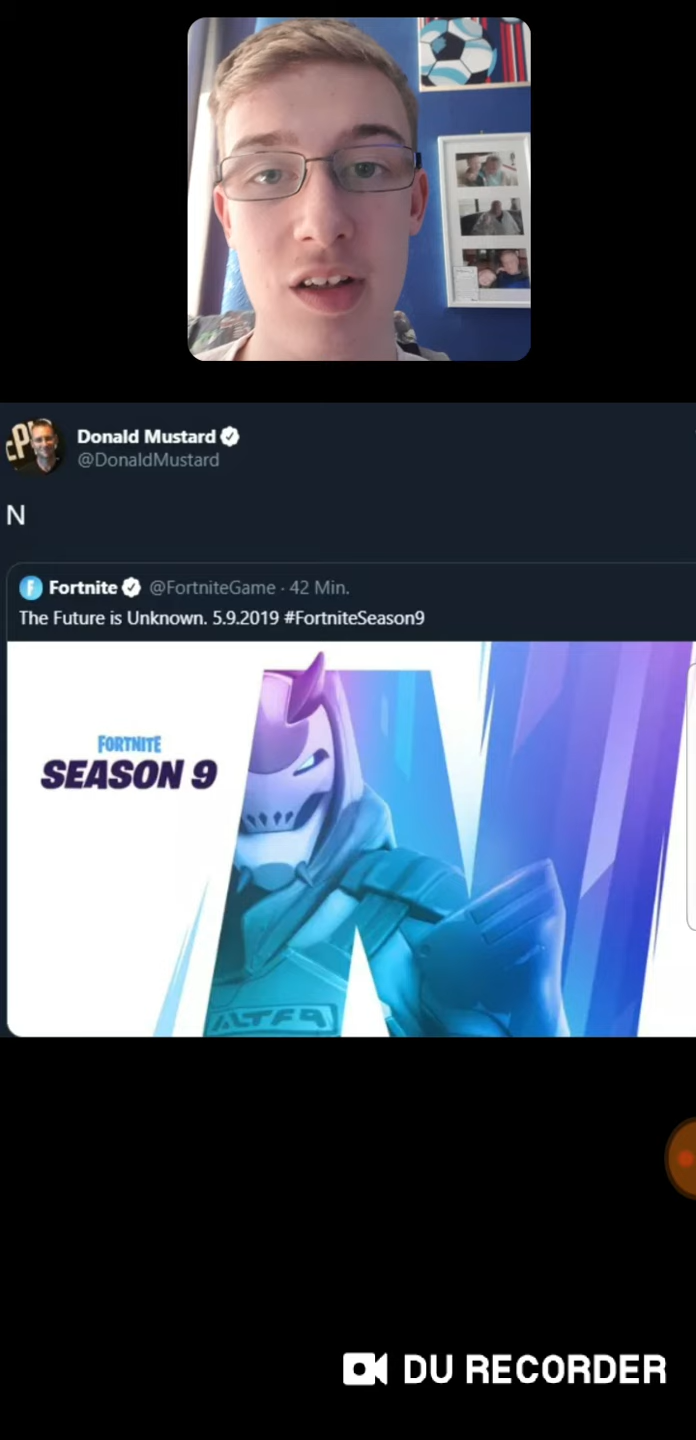 Donald Mustard
@DonaldMustard
N
Fortnite @FortniteGame · 42 Min.
The Future is Unknown. 5.9.2019 #FortniteSeason9
FORTNITE
SEASON 9
DU RECORDER